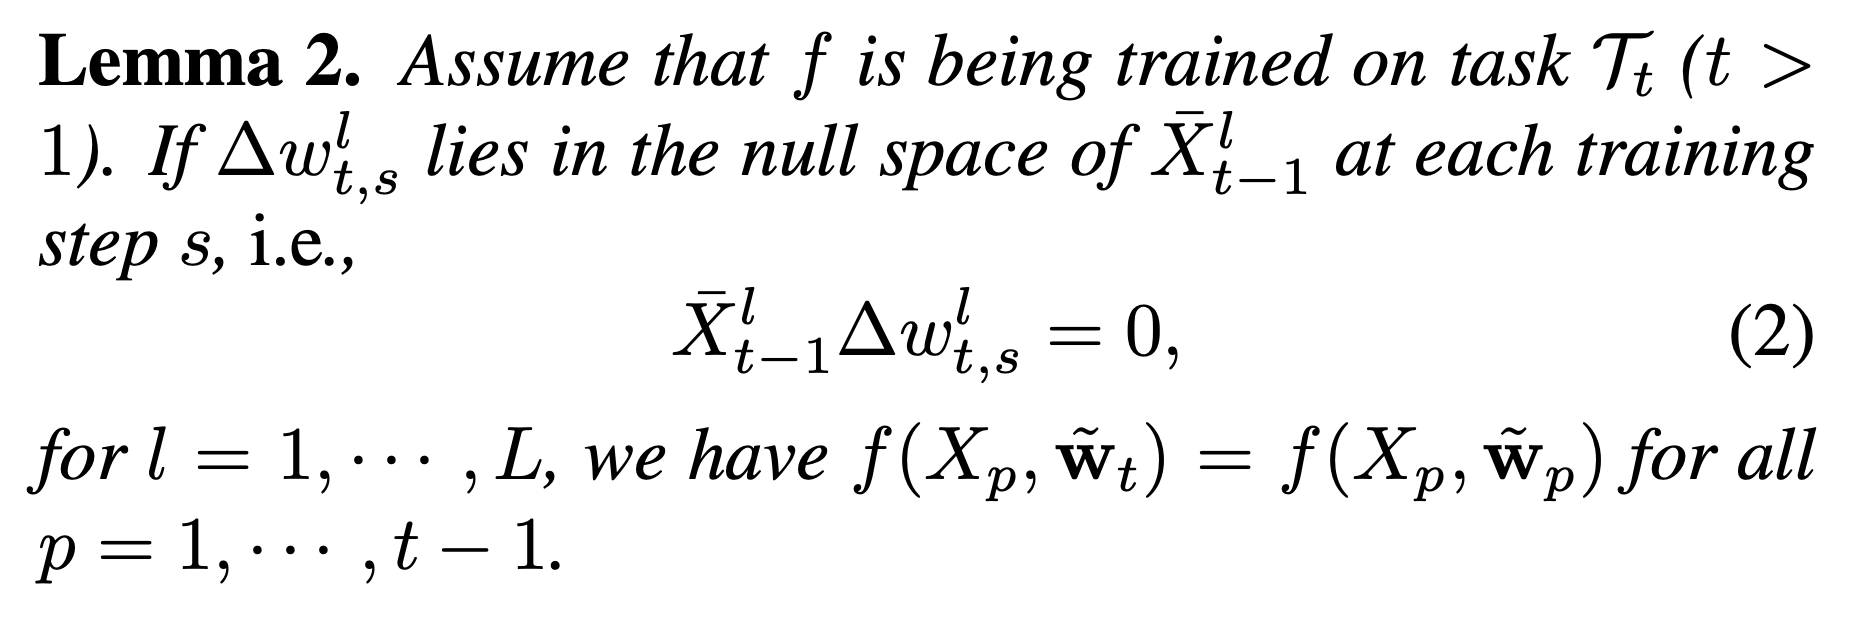 Lemma 2. Assume that f is being trained on task 𝒯_t (t >
1). If Δw^l_{t,s} lies in the null space of X̄^l_{t−1} at each training
step s, i.e.,
X̄^l_{t−1}Δw^l_{t,s} = 0, (2)
for l = 1, ⋯ , L, we have f(X_p, w̃_t) = f(X_p, w̃_p) for all
p = 1, ⋯ , t − 1.